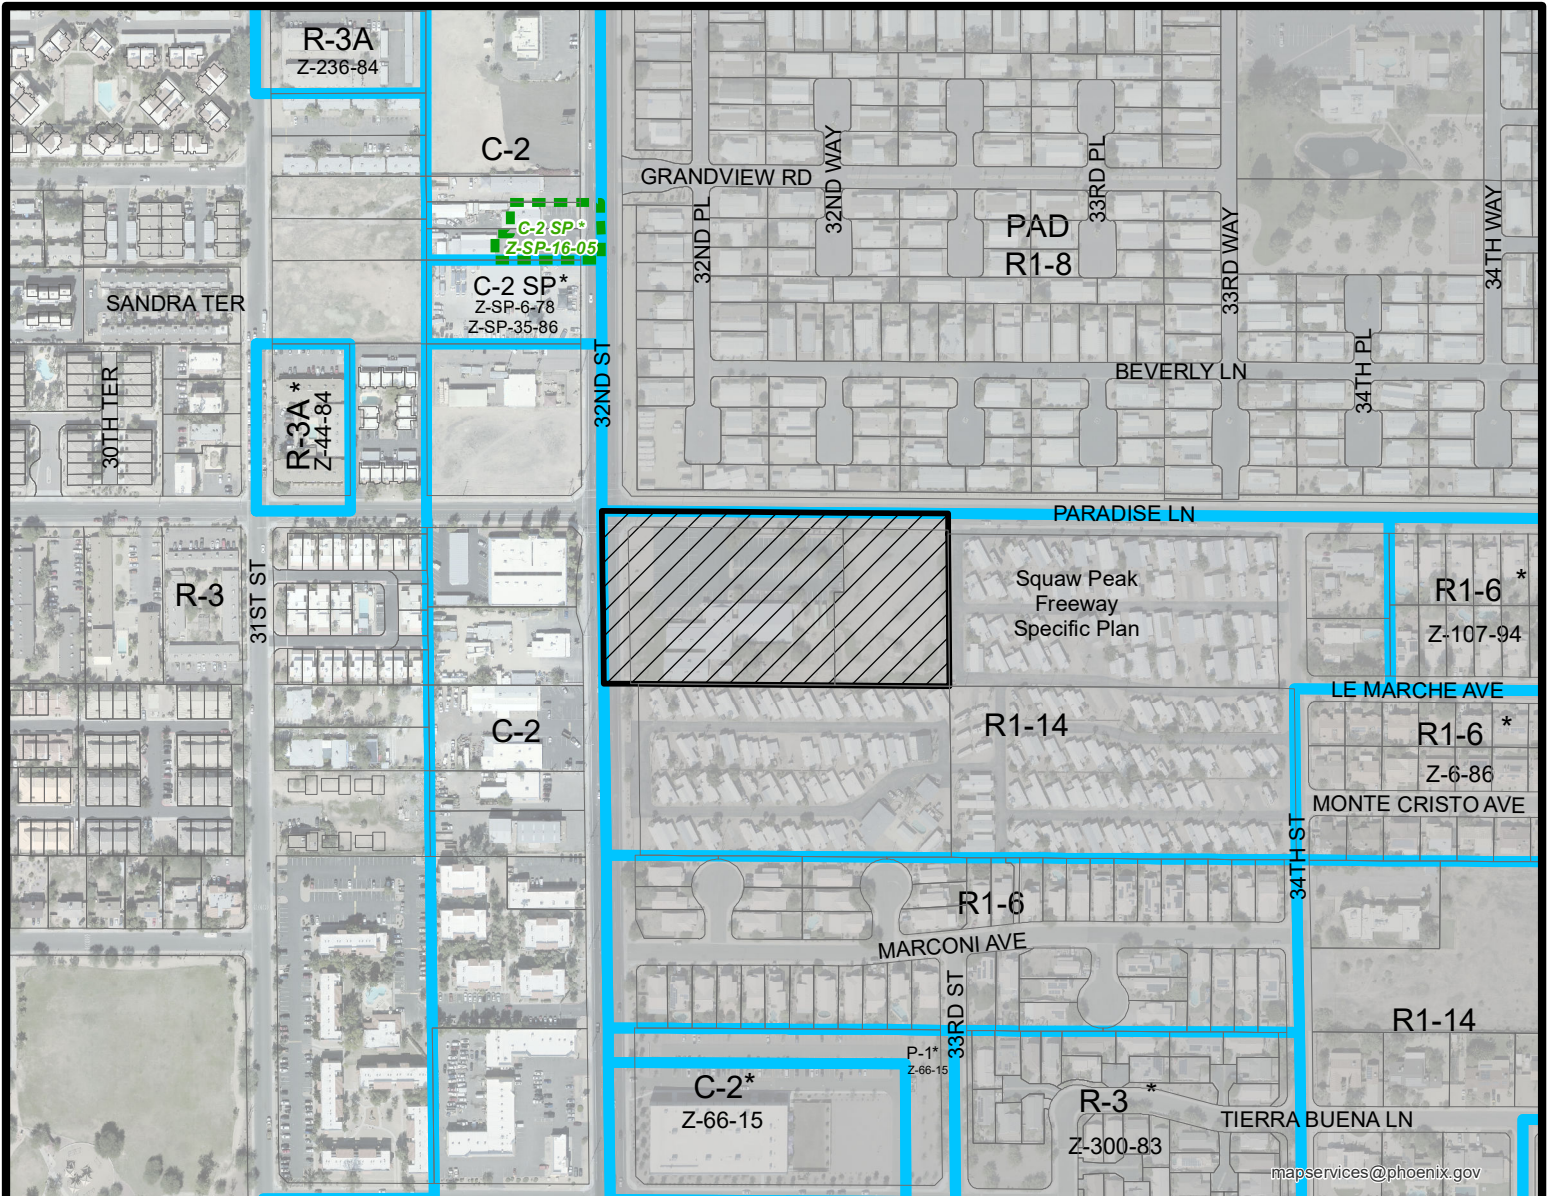 R-3A
Z-236-84
C-2
GRANDVIEW RD
32ND WAY
33RD PL
PAD
R1-8
32ND PL
33RD WAY
34TH WAY
C-2 SP *
Z-SP-16-05
C-2 SP*
Z-SP-6-78
Z-SP-35-86
SANDRA TER
32ND ST
BEVERLY LN
34TH PL
30TH TER
R-3A*
Z-44-84
PARADISE LN
R-3
31ST ST
Squaw Peak
Freeway
Specific Plan
R1-6 *
Z-107-94
LE MARCHE AVE
C-2
R1-14
R1-6 *
Z-6-86
MONTE CRISTO AVE
34TH ST
R1-6
MARCONI AVE
33RD ST
R1-14
P-1*
Z-66-15
C-2*
Z-66-15
R-3 *
Z-300-83
TIERRA BUENA LN
mapservices@phoenix.gov